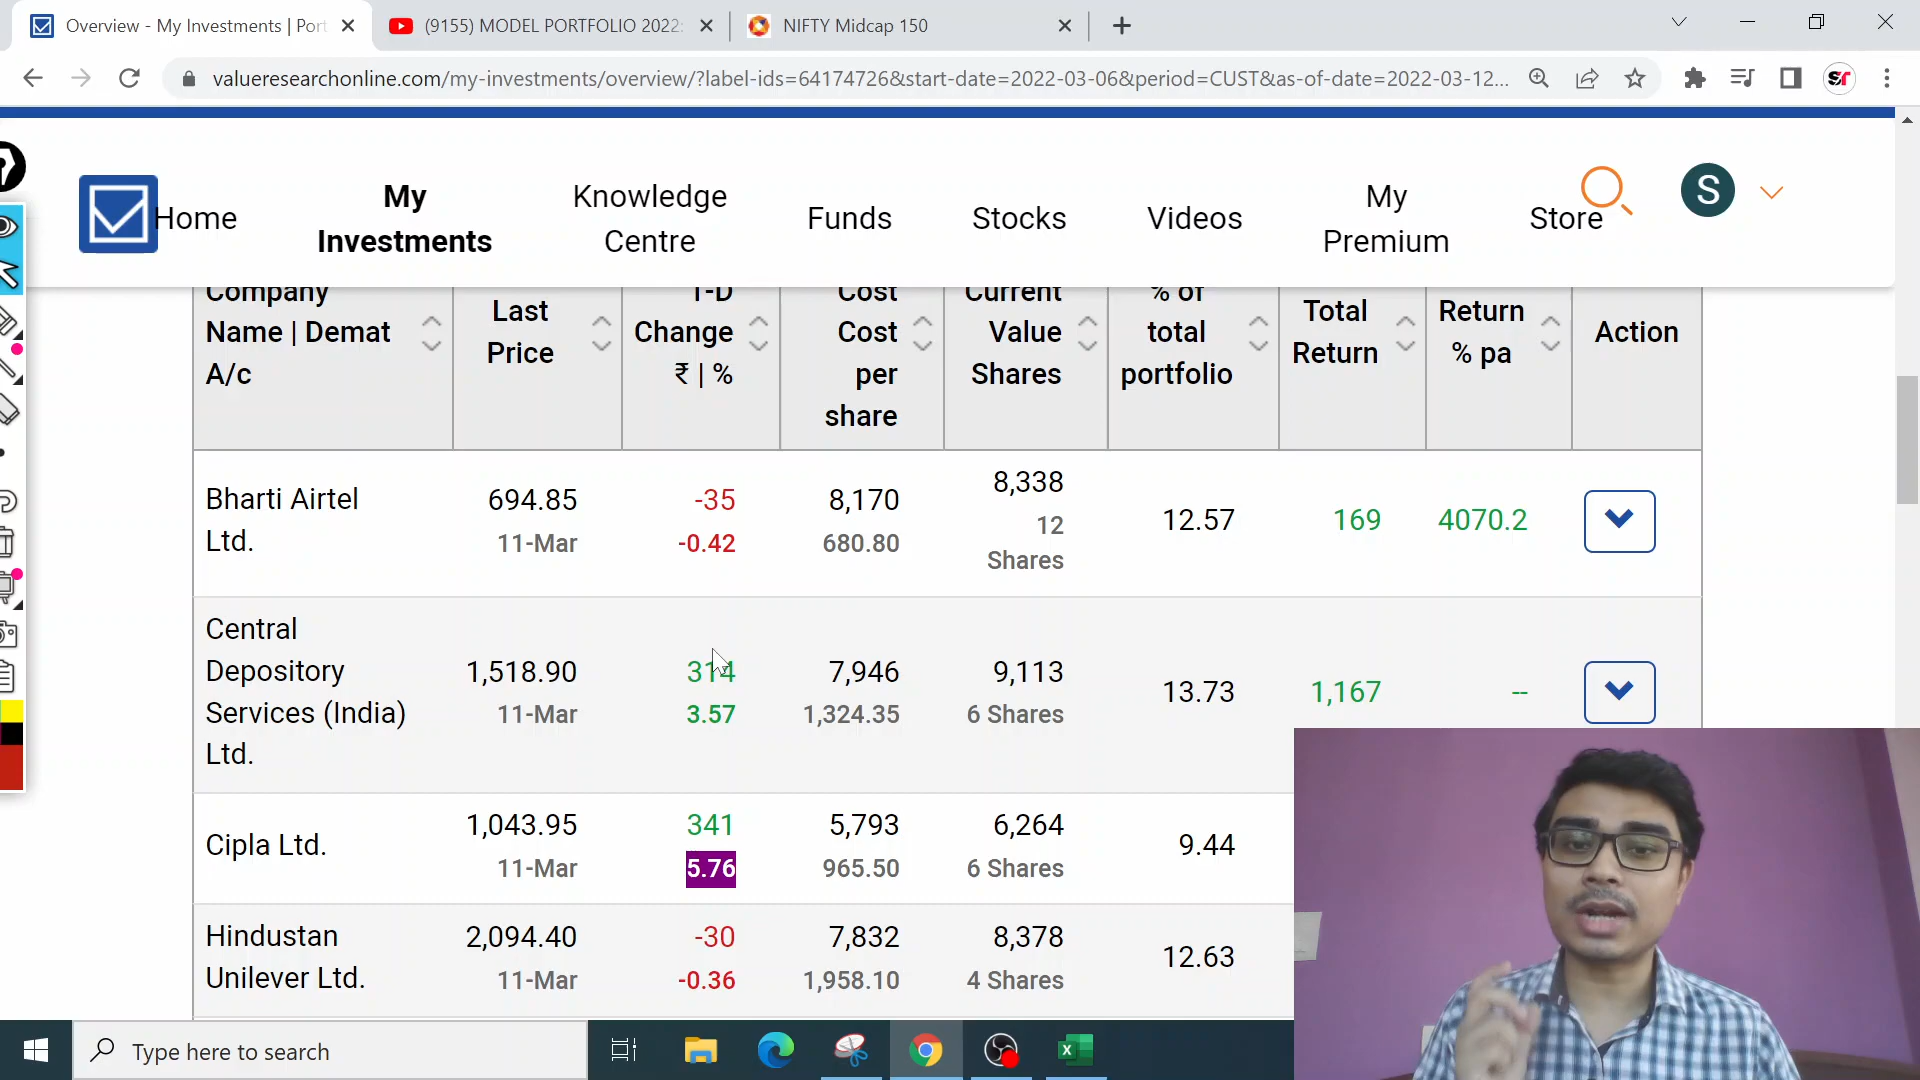 Overview - My Investments | Port
(9155) MODEL PORTFOLIO 2022:
NIFTY Midcap 150
valueresearchonline.com/my-investments/overview/?label-ids=64174726&start-date=2022-03-06&period=CUST&as-of-date=2022-03-12...
Home
My
Investments
Knowledge
Centre
Funds
Stocks
Videos
My
Premium
Store
S
Company
Name | Demat
A/c
Last
Price
1-D
Change
₹ | %
Cost
Cost
per
share
Current
Value
Shares
% of
total
portfolio
Total
Return
Return
% pa
Action
Bharti Airtel
Ltd.
694.85
11-Mar
-35
-0.42
8,170
680.80
8,338
12
Shares
12.57
169
4070.2
Central
Depository
Services (India)
Ltd.
1,518.90
11-Mar
314
3.57
7,946
1,324.35
9,113
6 Shares
13.73
1,167
--
Cipla Ltd.
1,043.95
11-Mar
341
5.76
5,793
965.50
6,264
6 Shares
9.44
Hindustan
Unilever Ltd.
2,094.40
11-Mar
-30
-0.36
7,832
1,958.10
8,378
4 Shares
12.63
Type here to search